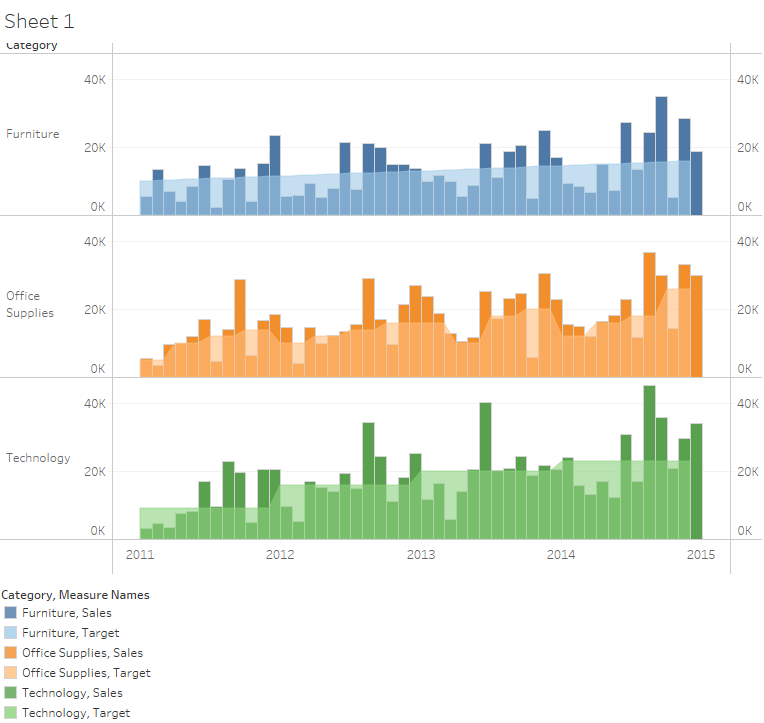 Sheet 1
Category
40K 40K
Furniture
20K 20K
0K 0K
40K 40K
Office
Supplies
20K 20K
0K 0K
40K 40K
Technology
20K 20K
0K 0K
2011 2012 2013 2014 2015
Category, Measure Names
Furniture, Sales
Furniture, Target
Office Supplies, Sales
Office Supplies, Target
Technology, Sales
Technology, Target